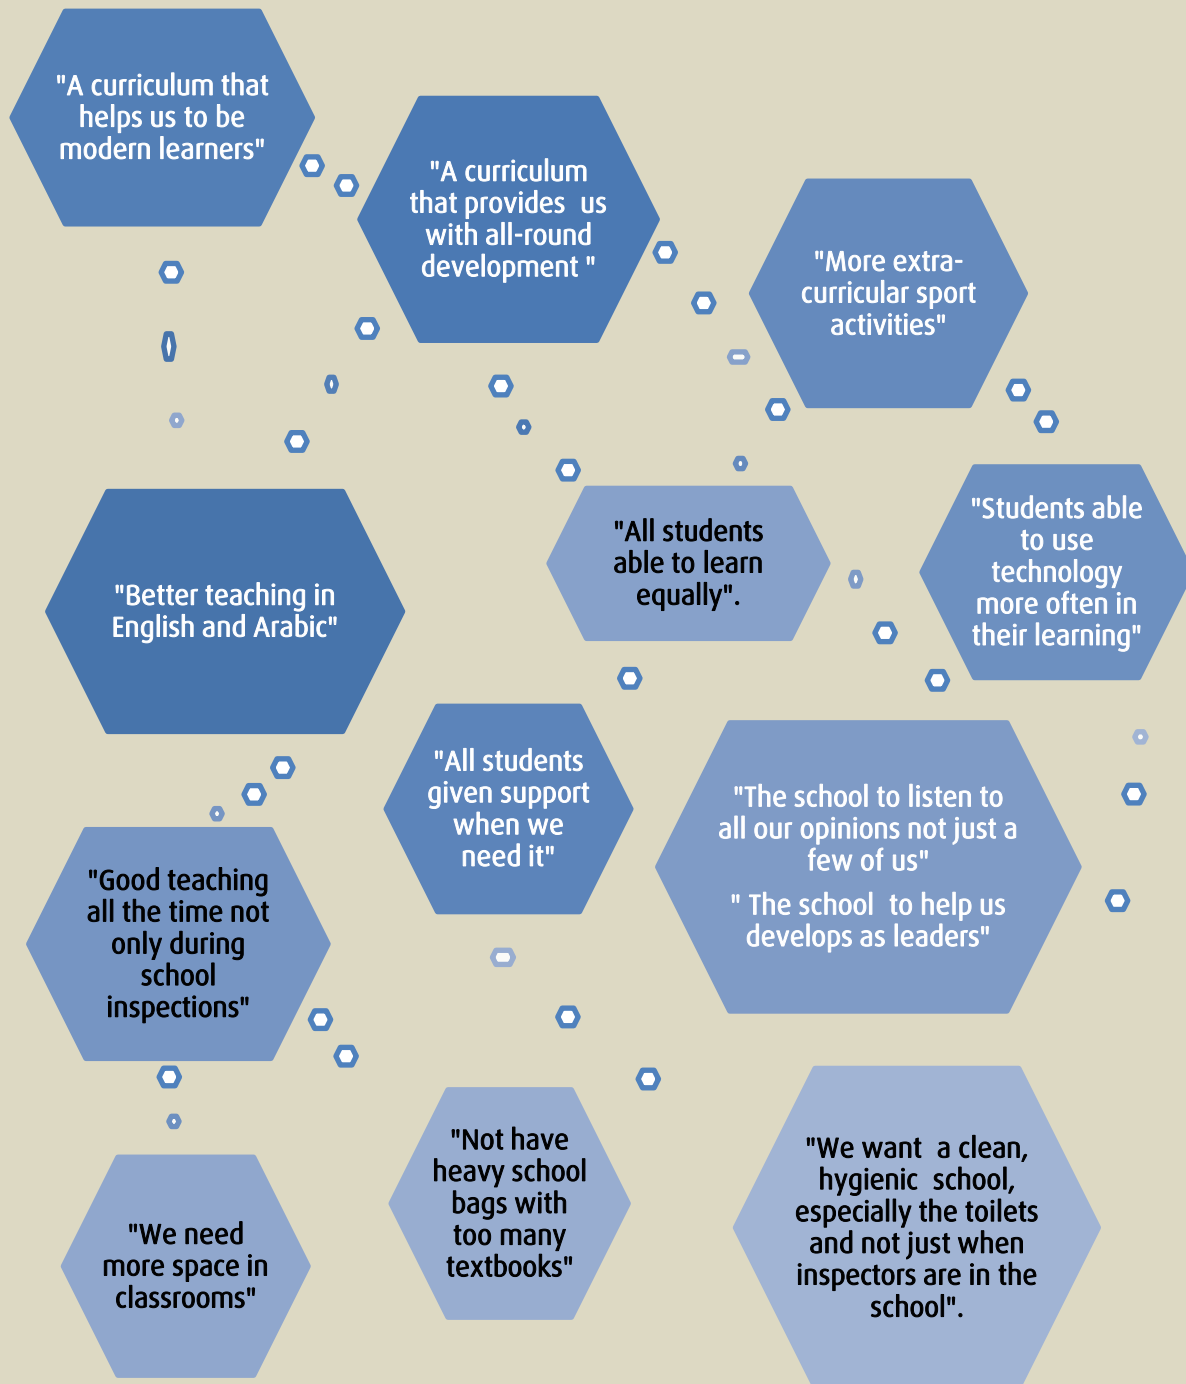 "A curriculum that
helps us to be
modern learners"
"A curriculum
that provides  us
with all-round
development "
"More extra-
curricular sport
activities"
"Better teaching in
English and Arabic"
"All students
able to learn
equally".
"Students able
to use
technology
more often in
their learning"
"All students
given support
when we
need it"
"The school to listen to
all our opinions not just a
few of us"
" The school  to help us
develops as leaders"
"Good teaching
all the time not
only during
school
inspections"
"We need
more space in
classrooms"
"Not have
heavy school
bags with
too many
textbooks"
"We want  a clean,
hygienic  school,
especially the toilets
and not just when
inspectors are in the
school".